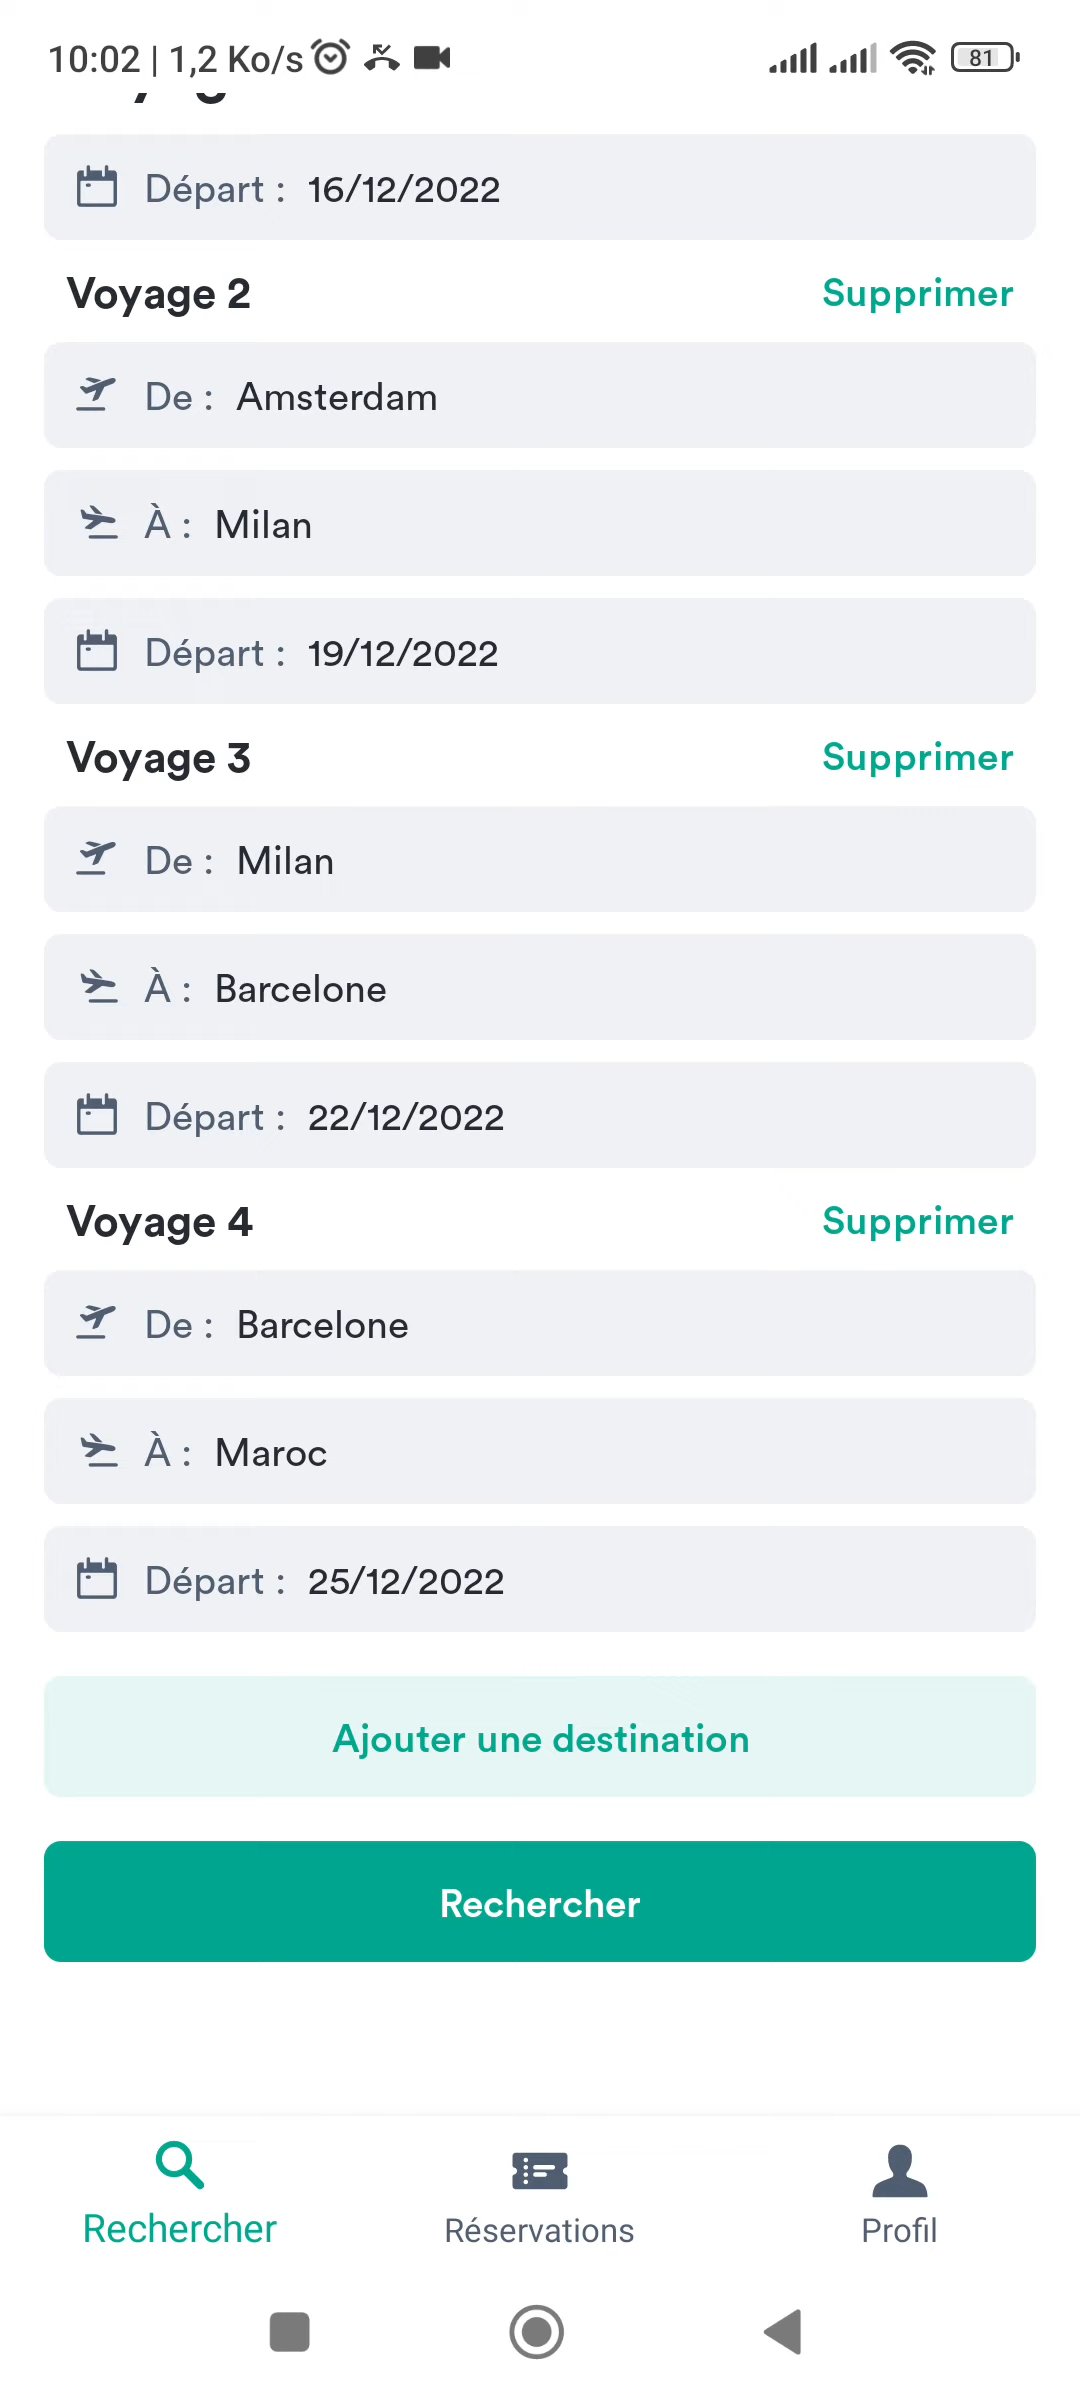 10:02 | 1,2 Ko/s
81
Départ : 16/12/2022
Voyage 2 Supprimer
De : Amsterdam
À : Milan
Départ : 19/12/2022
Voyage 3 Supprimer
De : Milan
À : Barcelone
Départ : 22/12/2022
Voyage 4 Supprimer
De : Barcelone
À : Maroc
Départ : 25/12/2022
Ajouter une destination
Rechercher
Rechercher Réservations Profil